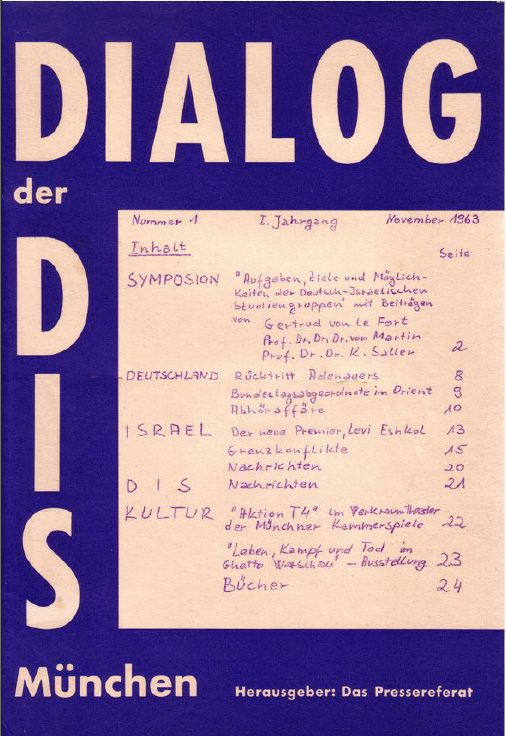 DIALOG
der
DIS
Nummer 1 I. Jahrgang November 1963
Inhalt
Seite
SYMPOSION "Aufgaben, Ziele und Möglich-
keiten der Deutsch-Israelischen
Studiengruppen" mit Beiträgen
von Gertrud von le Fort
Prof. Dr. Dr. Dr. von Martin
Prof. Dr. Dr. K. Saller 2
DEUTSCHLAND Rücktritt Adenauers 8
Bundestagsabgeordnete im Orient 9
Abhöraffäre 10
ISRAEL Der neue Premier, Levi Eshkol 13
Grenzkonflikte 15
Nachrichten 20
DIS Nachrichten 21
KULTUR "Aktion T4" im Werkraumtheater
der Münchner Kammerspiele 22
"Leben, Kampf und Tod im
Ghetto Warschau" – Ausstellung 23
Bücher 24
München
Herausgeber: Das Pressereferat